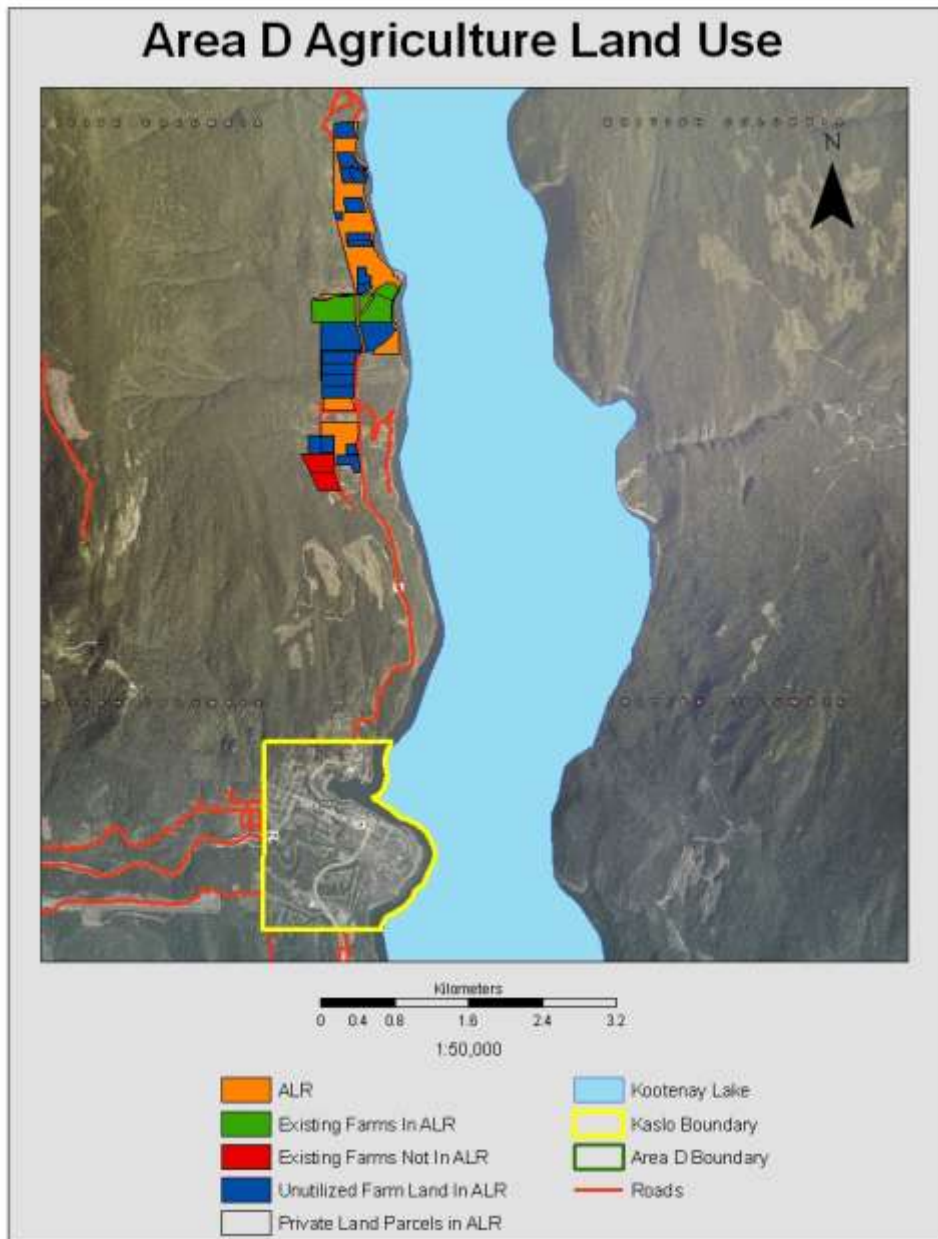 Area D Agriculture Land Use
N
Kilometers
0 0.4 0.8 1.6 2.4 3.2
1:50,000
ALR
Existing Farms In ALR
Existing Farms Not In ALR
Unutilized Farm Land In ALR
Private Land Parcels in ALR
Kootenay Lake
Kaslo Boundary
Area D Boundary
Roads